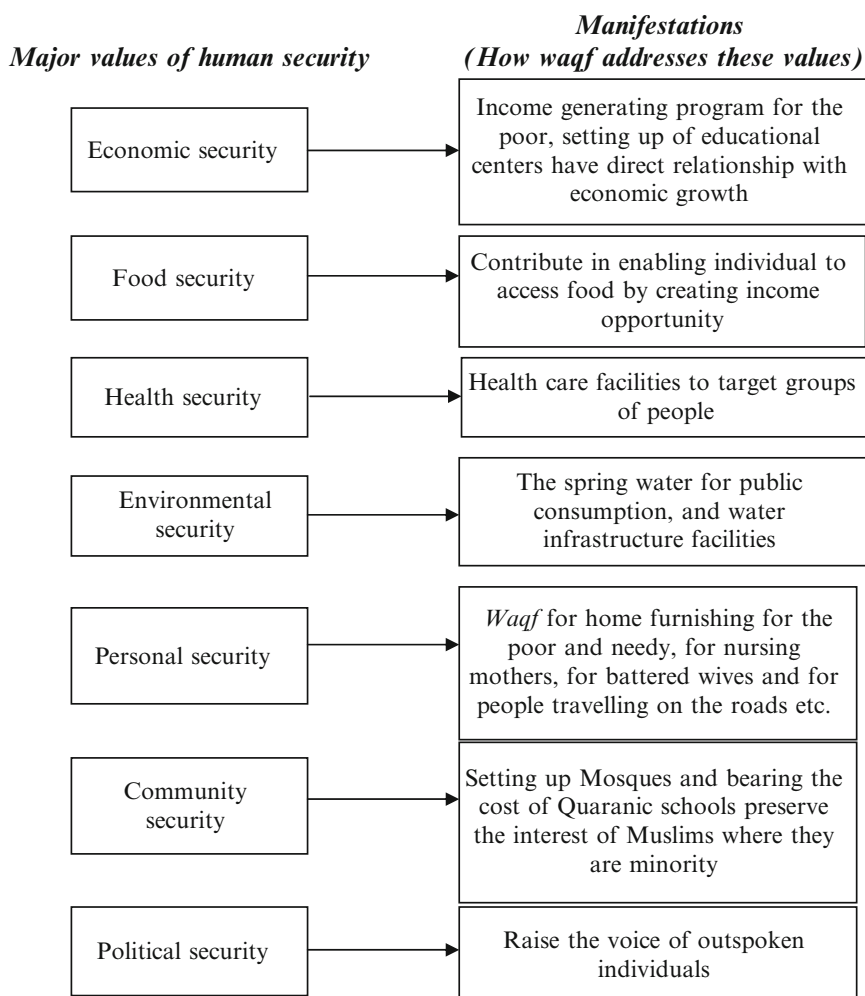 Major values of human security
Manifestations
(How waqf addresses these values)
Economic security
Income generating program for the
poor, setting up of educational
centers have direct relationship with
economic growth
Food security
Contribute in enabling individual to
access food by creating income
opportunity
Health security
Health care facilities to target groups
of people
Environmental
security
The spring water for public
consumption, and water
infrastructure facilities
Personal security
Waqf for home furnishing for the
poor and needy, for nursing
mothers, for battered wives and for
people travelling on the roads etc.
Community
security
Setting up Mosques and bearing the
cost of Quaranic schools preserve
the interest of Muslims where they
are minority
Political security
Raise the voice of outspoken
individuals